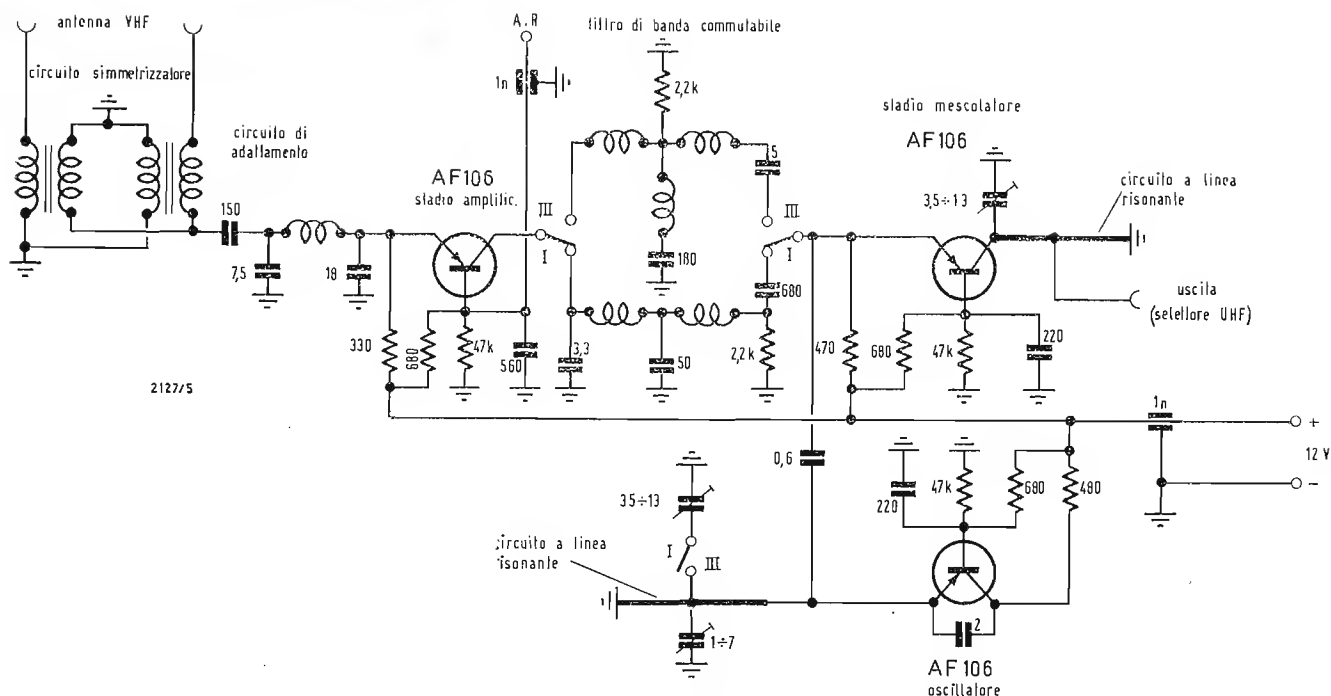 antenna VHF
circuito simmetrizzatore
circuito di
adattamento
150
7,5
18
2127/S
A.R
1n
AF106
stadio amplific.
330
680
47k
560
III
I
3,3
filtro di banda commutabile
2,2k
5
180
680
50
2,2k
III
I
stadio mescolatore
AF106
3,5÷13
circuito a linea
risonante
uscita
(selettore UHF)
470
680
47k
220
1n
+
12 V
-
0,6
35÷13
I
III
circuito a linea
risonante
1÷7
220
47k
680
480
2
AF106
oscillatore